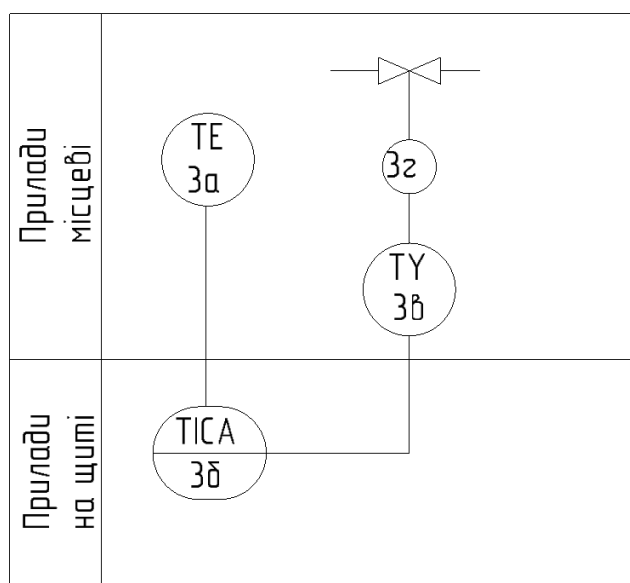 Прилади
місцеві
TE
3а
3г
TY
3в
Прилади
на щиті
TICA
3б